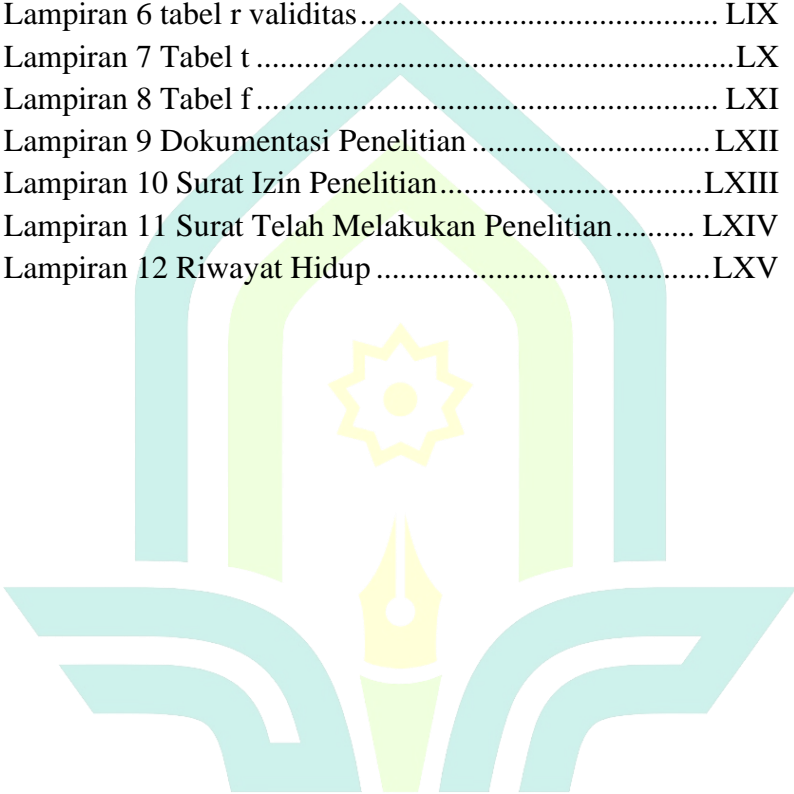 Lampiran 6 tabel r validitas.................................... LIX
Lampiran 7 Tabel t ...................................................LX
Lampiran 8 Tabel f................................................. LXI
Lampiran 9 Dokumentasi Penelitian .........................LXII
Lampiran 10 Surat Izin Penelitian............................LXIII
Lampiran 11 Surat Telah Melakukan Penelitian.......... LXIV
Lampiran 12 Riwayat Hidup ...................................LXV